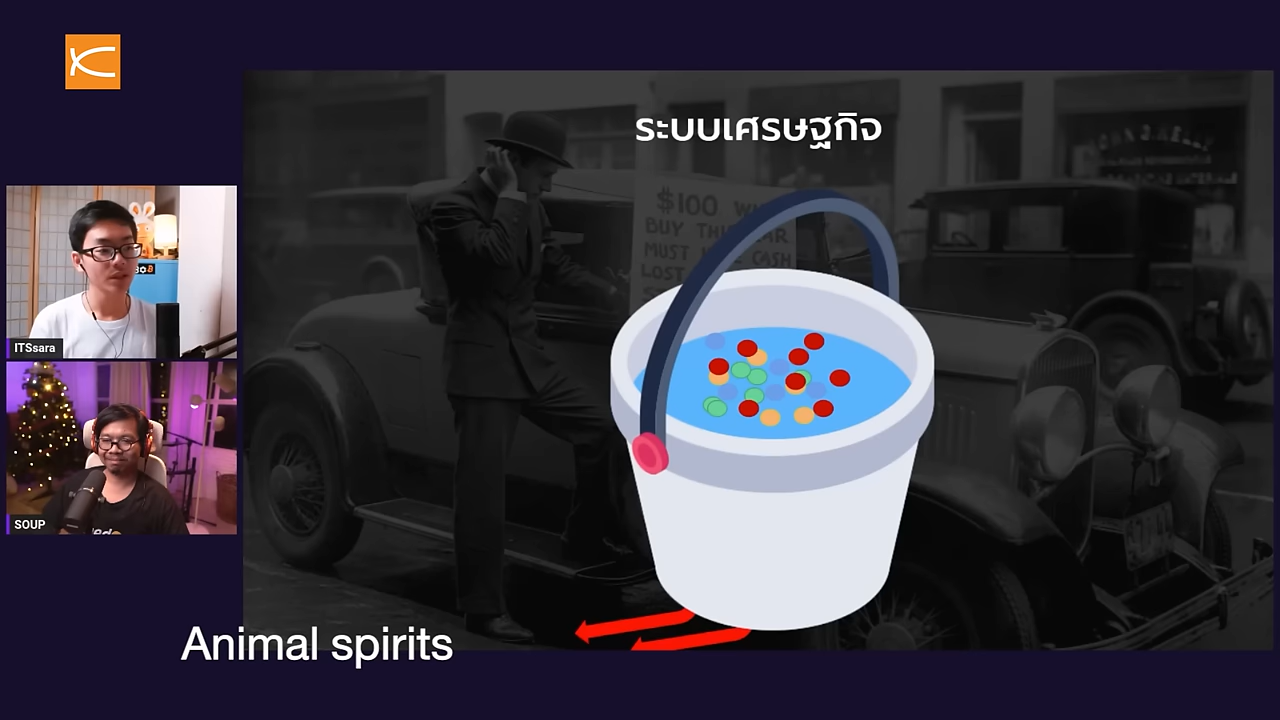 ระบบเศรษฐกิจ
$100
BUY THIS CAR
MUST HAVE CASH
LOST
ITSsara
SOUP
Animal spirits